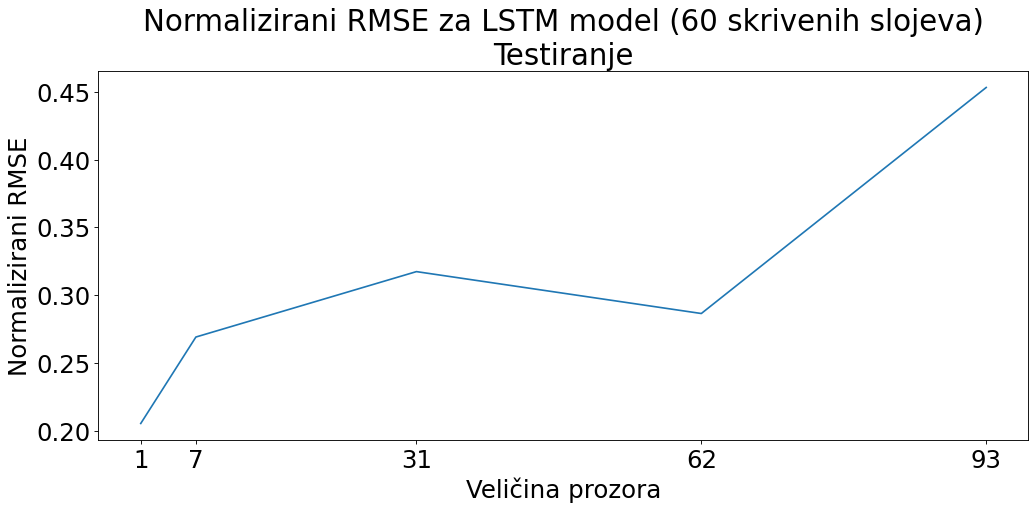 Normalizirani RMSE za LSTM model (60 skrivenih slojeva)
Testiranje
Normalizirani RMSE
0.45
0.40
0.35
0.30
0.25
0.20
1 7 31 62 93
Veličina prozora